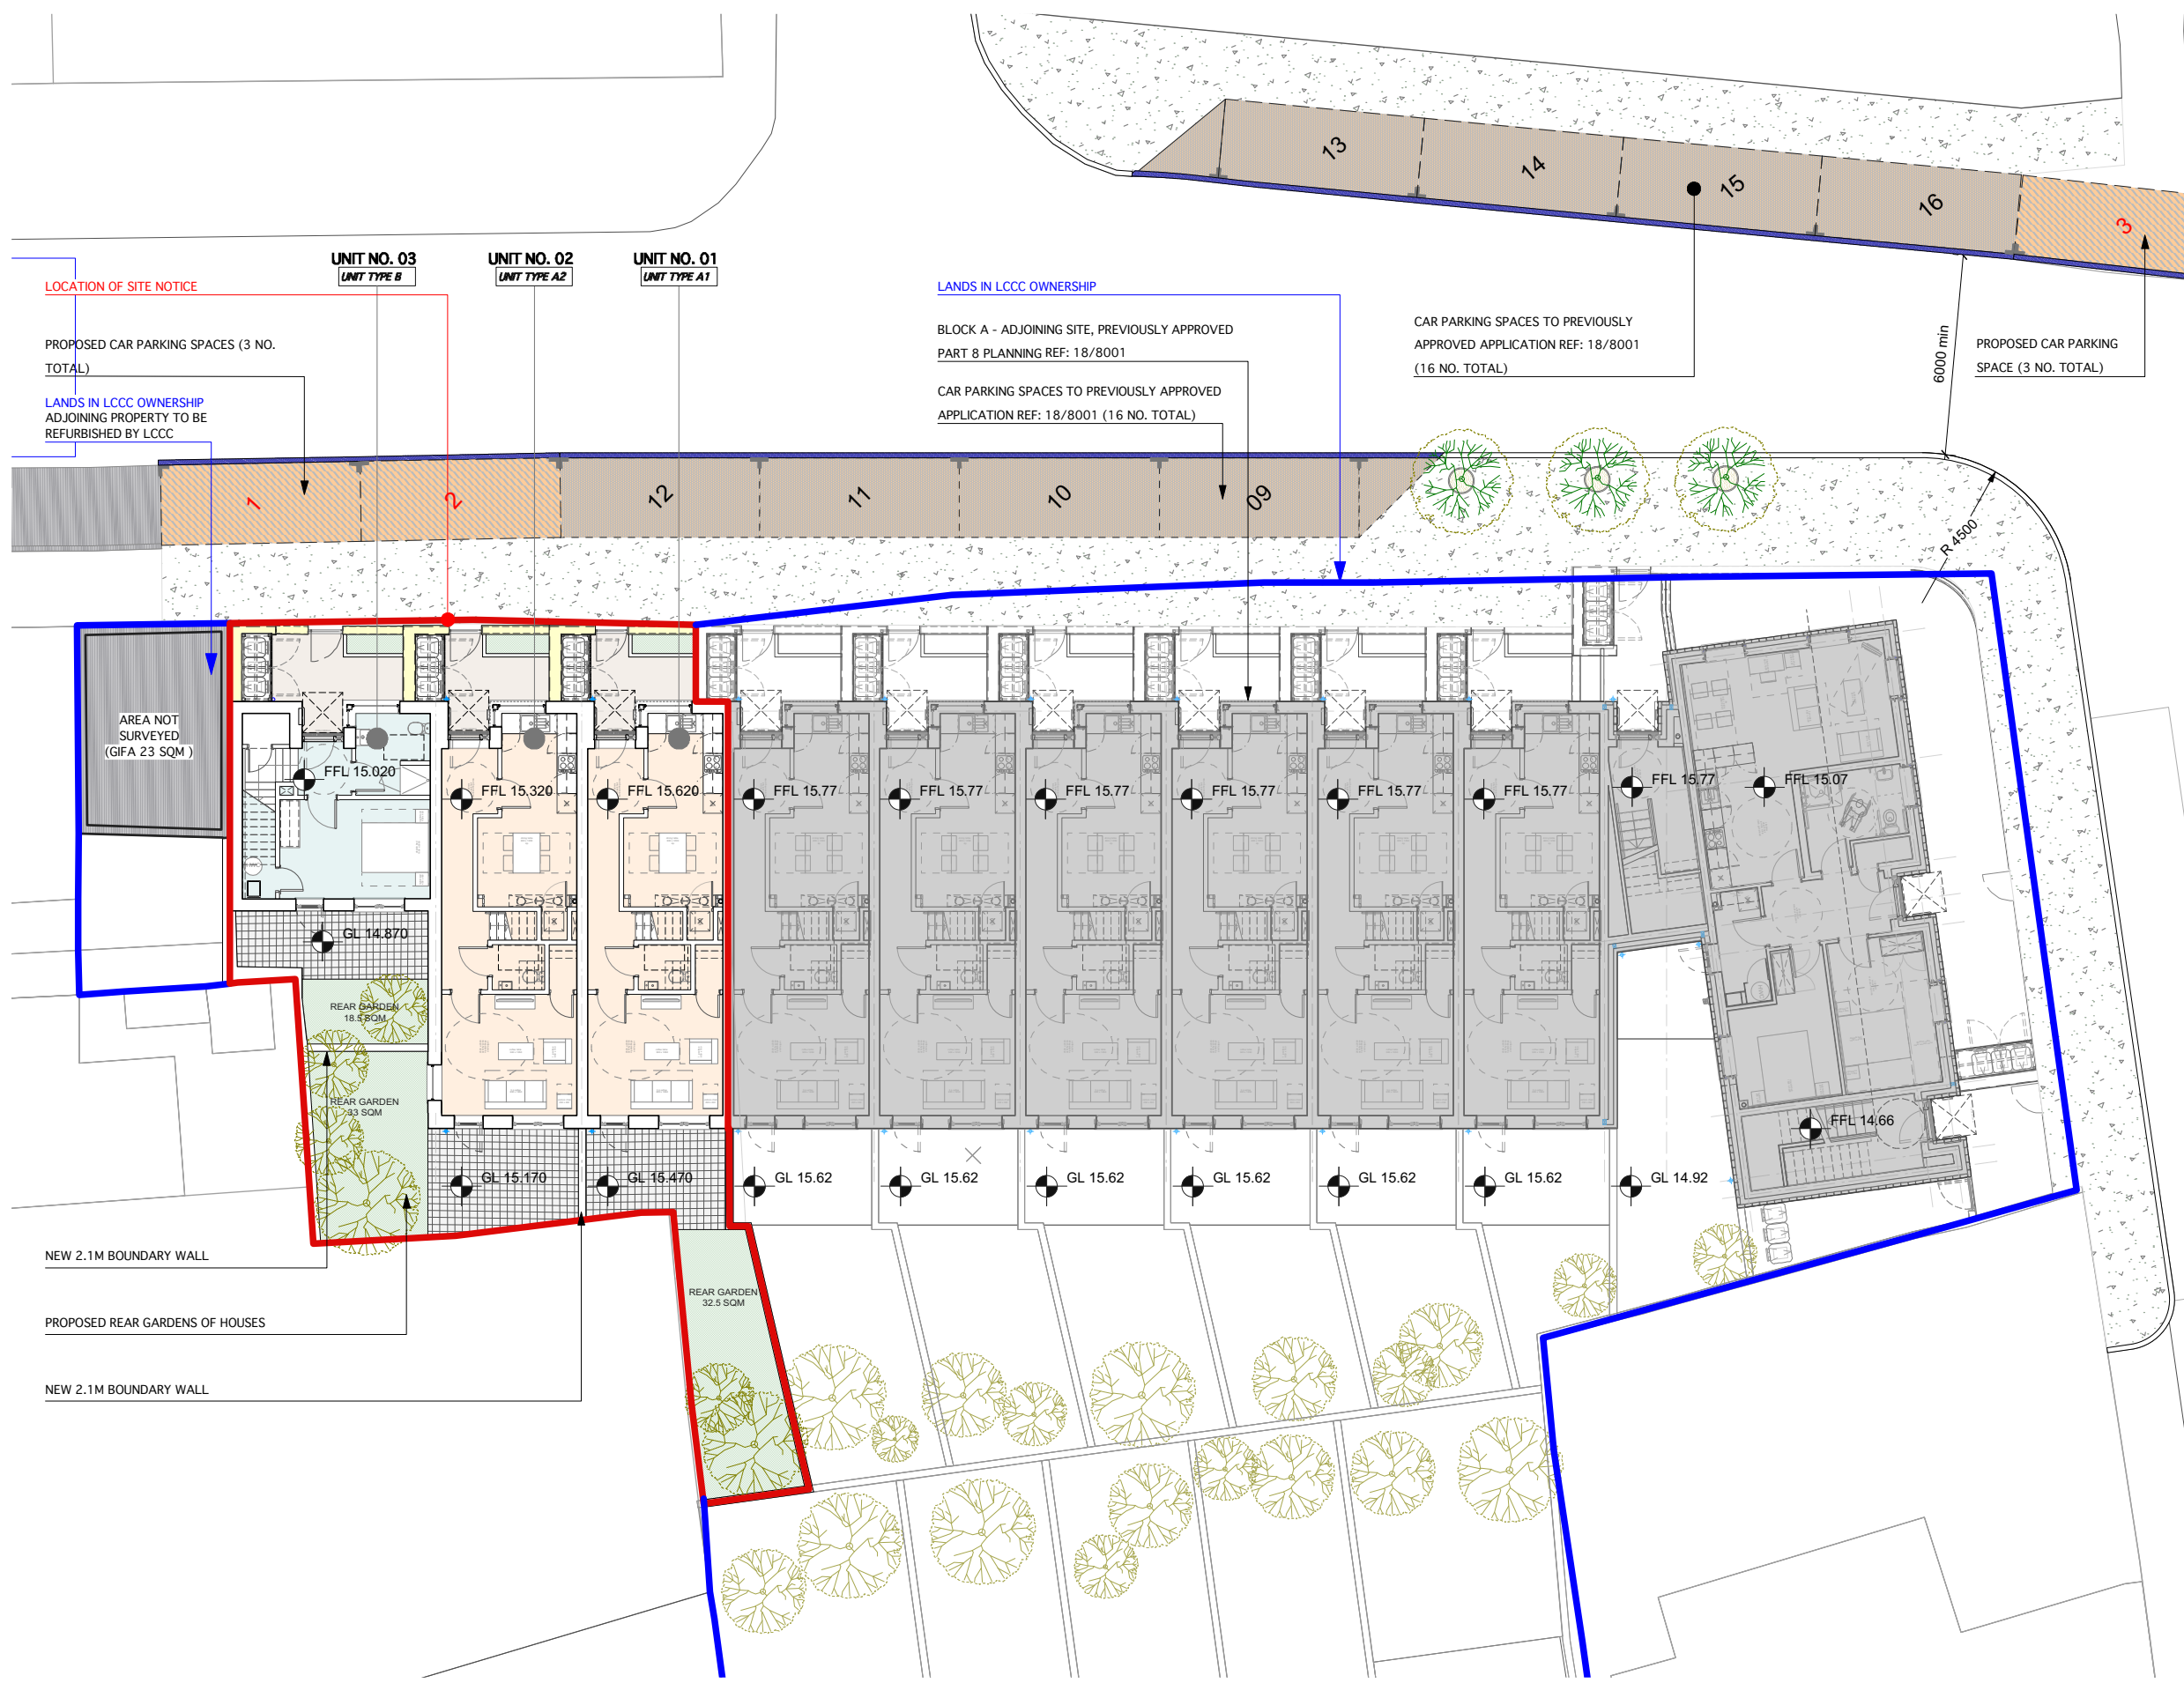 13
14
15
16
3
UNIT NO. 03
UNIT TYPE B
UNIT NO. 02
UNIT TYPE A2
UNIT NO. 01
UNIT TYPE A1
LOCATION OF SITE NOTICE
PROPOSED CAR PARKING SPACES (3 NO.
TOTAL)
LANDS IN LCCC OWNERSHIP
ADJOINING PROPERTY TO BE
REFURBISHED BY LCCC
LANDS IN LCCC OWNERSHIP
BLOCK A - ADJOINING SITE, PREVIOUSLY APPROVED
PART 8 PLANNING REF: 18/8001
CAR PARKING SPACES TO PREVIOUSLY APPROVED
APPLICATION REF: 18/8001 (16 NO. TOTAL)
CAR PARKING SPACES TO PREVIOUSLY
APPROVED APPLICATION REF: 18/8001
(16 NO. TOTAL)
6000 min
PROPOSED CAR PARKING
SPACE (3 NO. TOTAL)
1
2
12
11
10
09
R 4500
AREA NOT
SURVEYED
(GIFA 23 SQM )
FFL 15.020
FFL 15.320
FFL 15.620
FFL 15.77
FFL 15.77
FFL 15.77
FFL 15.77
FFL 15.77
FFL 15.77
FFL 15.77
FFL 15.07
GL 14.870
REAR GARDEN
18.5 SQM
REAR GARDEN
33 SQM
FFL 14.66
GL 15.170
GL 15.470
GL 15.62
GL 15.62
GL 15.62
GL 15.62
GL 15.62
GL 15.62
GL 14.92
NEW 2.1M BOUNDARY WALL
REAR GARDEN
32.5 SQM
PROPOSED REAR GARDENS OF HOUSES
NEW 2.1M BOUNDARY WALL